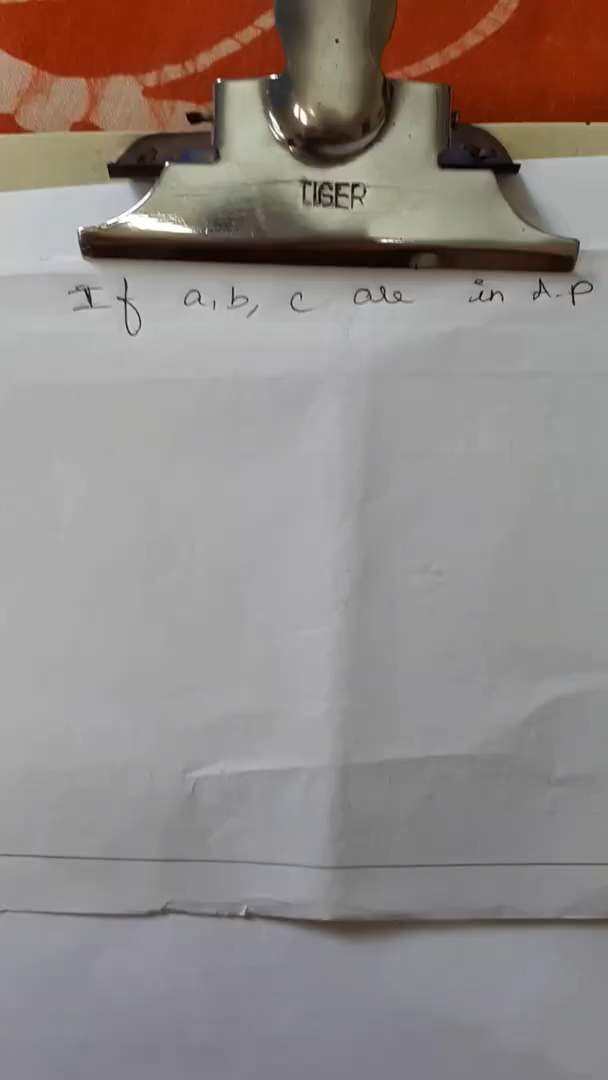 TIGER
If a, b, c are in A.P